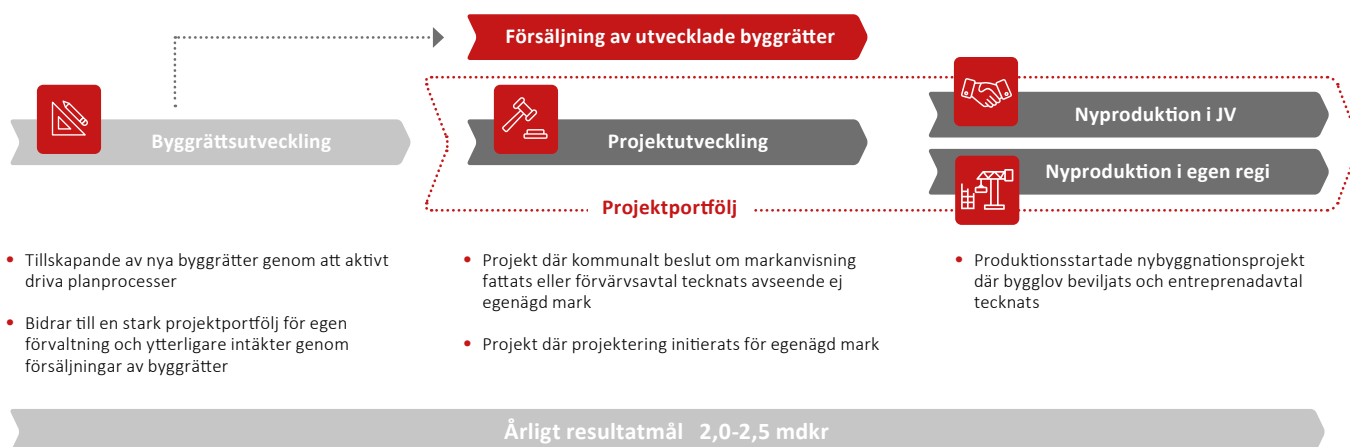 Försäljning av utvecklade byggrätter
Byggrättsutveckling
Projektutveckling
Nyproduktion i JV
Nyproduktion i egen regi
Projektportfölj
• Tillskapande av nya byggrätter genom att aktivt
driva planprocesser
• Bidrar till en stark projektportfölj för egen
förvaltning och ytterligare intäkter genom
försäljningar av byggrätter
• Projekt där kommunalt beslut om markanvisning
fattats eller förvärvsavtal tecknats avseende ej
egenägd mark
• Projekt där projektering initierats för egenägd mark
• Produktionsstartade nybyggnationsprojekt
där bygglov beviljats och entreprenadavtal
tecknats
Årligt resultatmål 2,0-2,5 mdkr